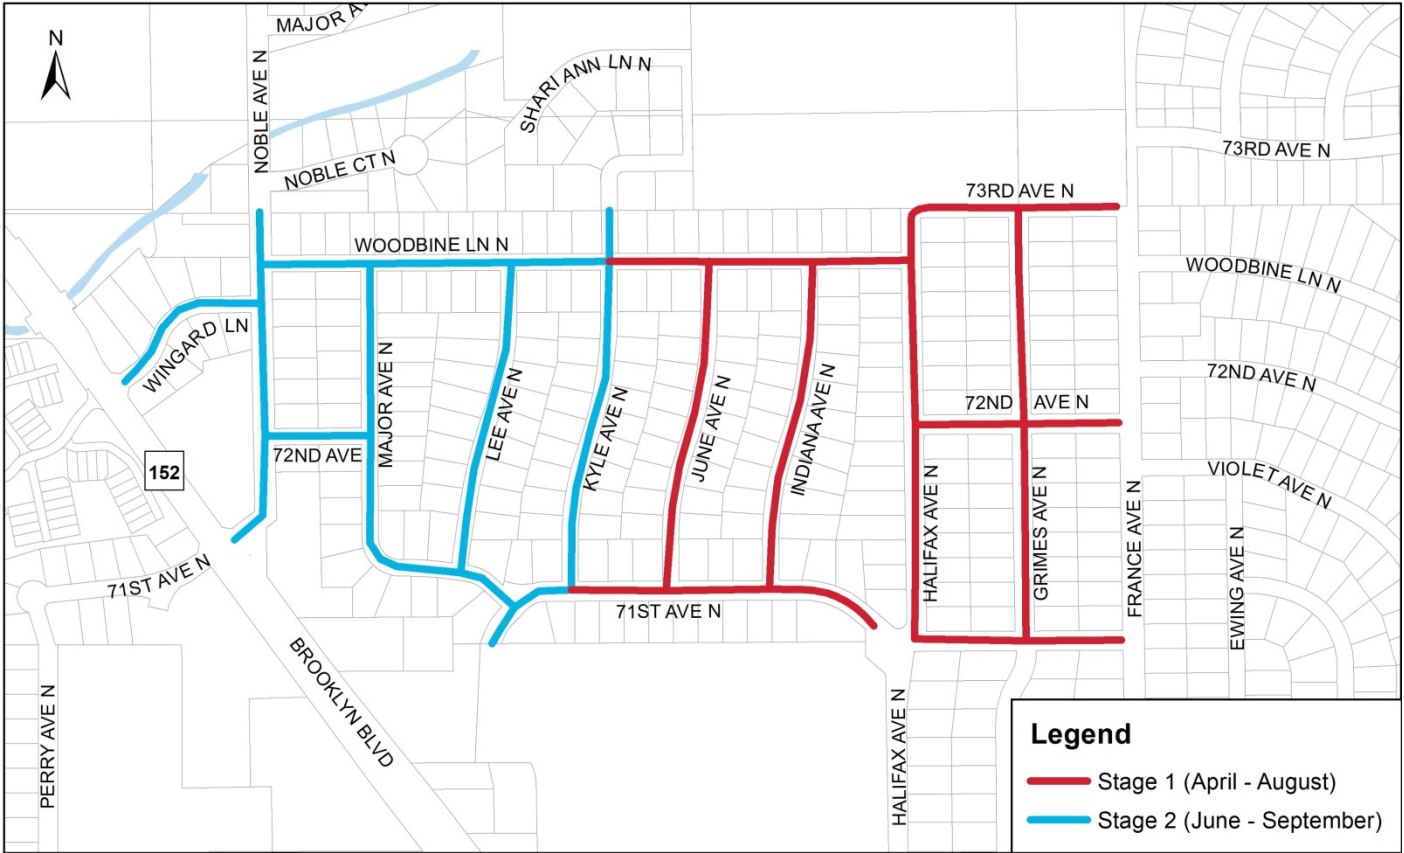 MAJOR A
N
NOBLE AVE N
SHARI ANN LN N
NOBLE CT N
73RD AVE N
73RD AVE N
WOODBINE LN N
WOODBINE LN N
WINGARD LN
MAJOR AVE N
LEE AVE N
KYLE AVE N
JUNE AVE N
INDIANA AVE N
72ND AVE N
72ND AVE N
72ND AVE
152
VIOLET AVE N
HALIFAX AVE N
GRIMES AVE N
FRANCE AVE N
EWING AVE N
71ST AVE N
71ST AVE N
BROOKLYN BLVD
PERRY AVE N
HALIFAX AVE N
Legend
Stage 1 (April - August)
Stage 2 (June - September)